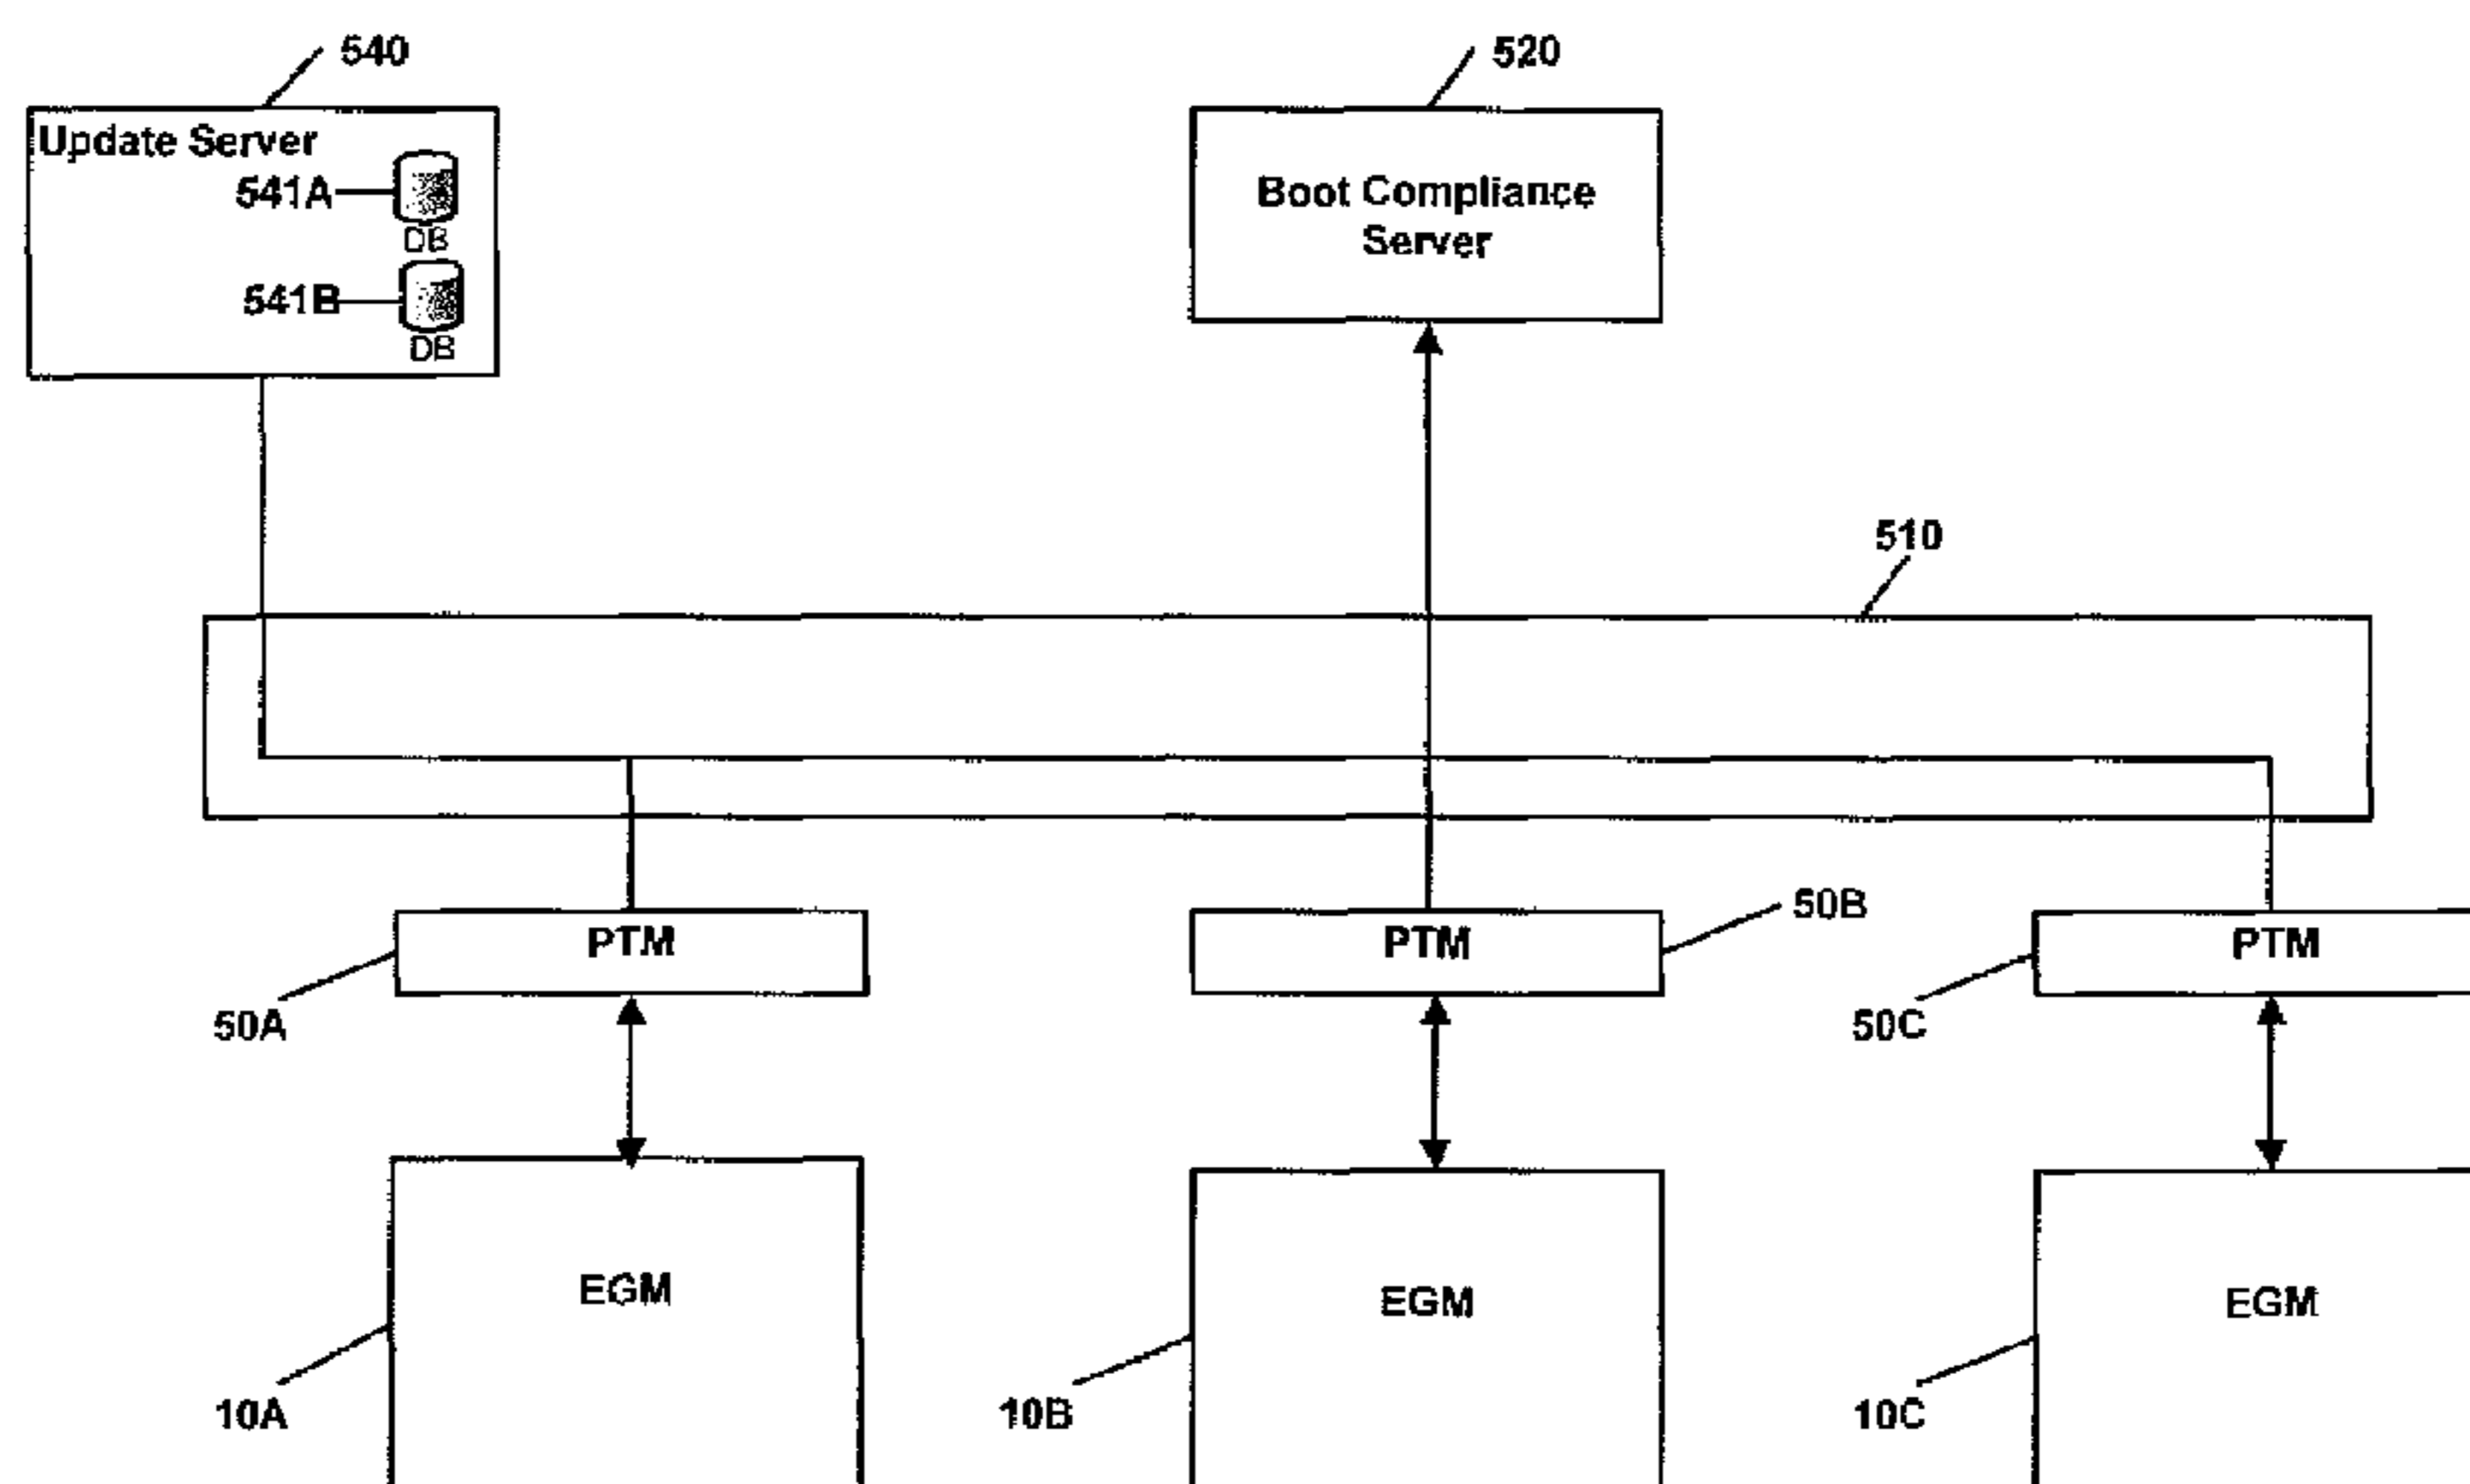 540
520
Update Server
541A
DB
541B
DB
Boot Compliance
Server
510
PTM
50A
PTM
50B
PTM
50C
EGM
10A
EGM
10B
EGM
10C